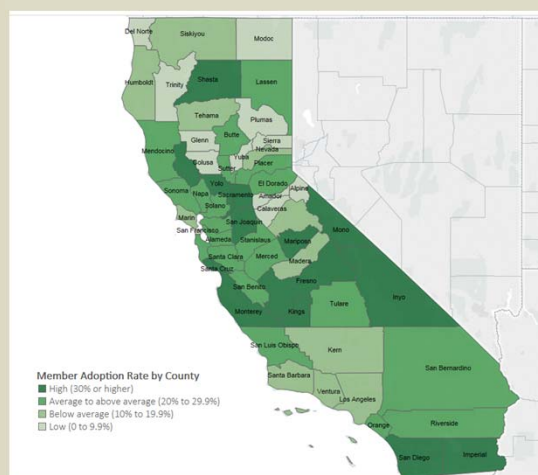 Del Norte
Siskiyou
Modoc
Humboldt
Trinity
Shasta
Lassen
Tehama
Plumas
Glenn
Butte
Sierra
Nevada
Mendocino
Colusa
Sutter
Yuba
Placer
Sonoma
Napa
Yolo
Sacramento
El Dorado
Alpine
Amador
Solano
Calaveras
Marin
San Joaquin
San Francisco
Mono
Alameda
Stanislaus
Mariposa
Santa Clara
Merced
Madera
Santa Cruz
Fresno
San Benito
Inyo
Tulare
Monterey
Kings
San Luis Obispo
Kern
San Bernardino
Santa Barbara
Ventura
Los Angeles
Orange
Riverside
San Diego
Imperial
Member Adoption Rate by County
High (30% or higher)
Average to above average (20% to 29.9%)
Below average (10% to 19.9%)
Low (0 to 9.9%)